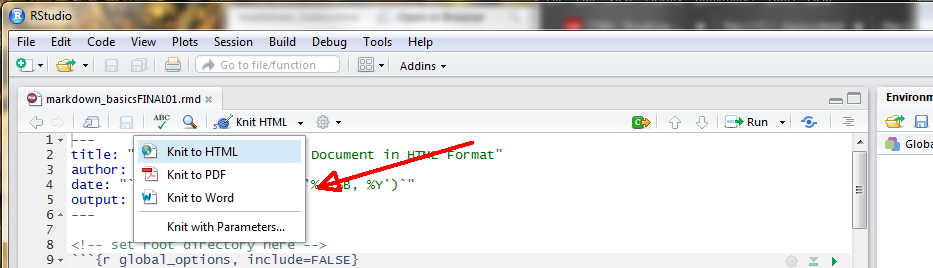 RStudio
File Edit Code View Plots Session Build Debug Tools Help
Go to file/function Addins
markdown_basicsFINAL01.rmd Environm
ABC Knit HTML Run
Globa
1 ---
2 title: " Document in HTML Format"
3 author:
4 date: "` '% %B, %Y')`"
5 output:
6 ---
7
8 <!-- set root directory here -->
9 ```{r global_options, include=FALSE}
Knit to HTML
Knit to PDF
Knit to Word
Knit with Parameters...